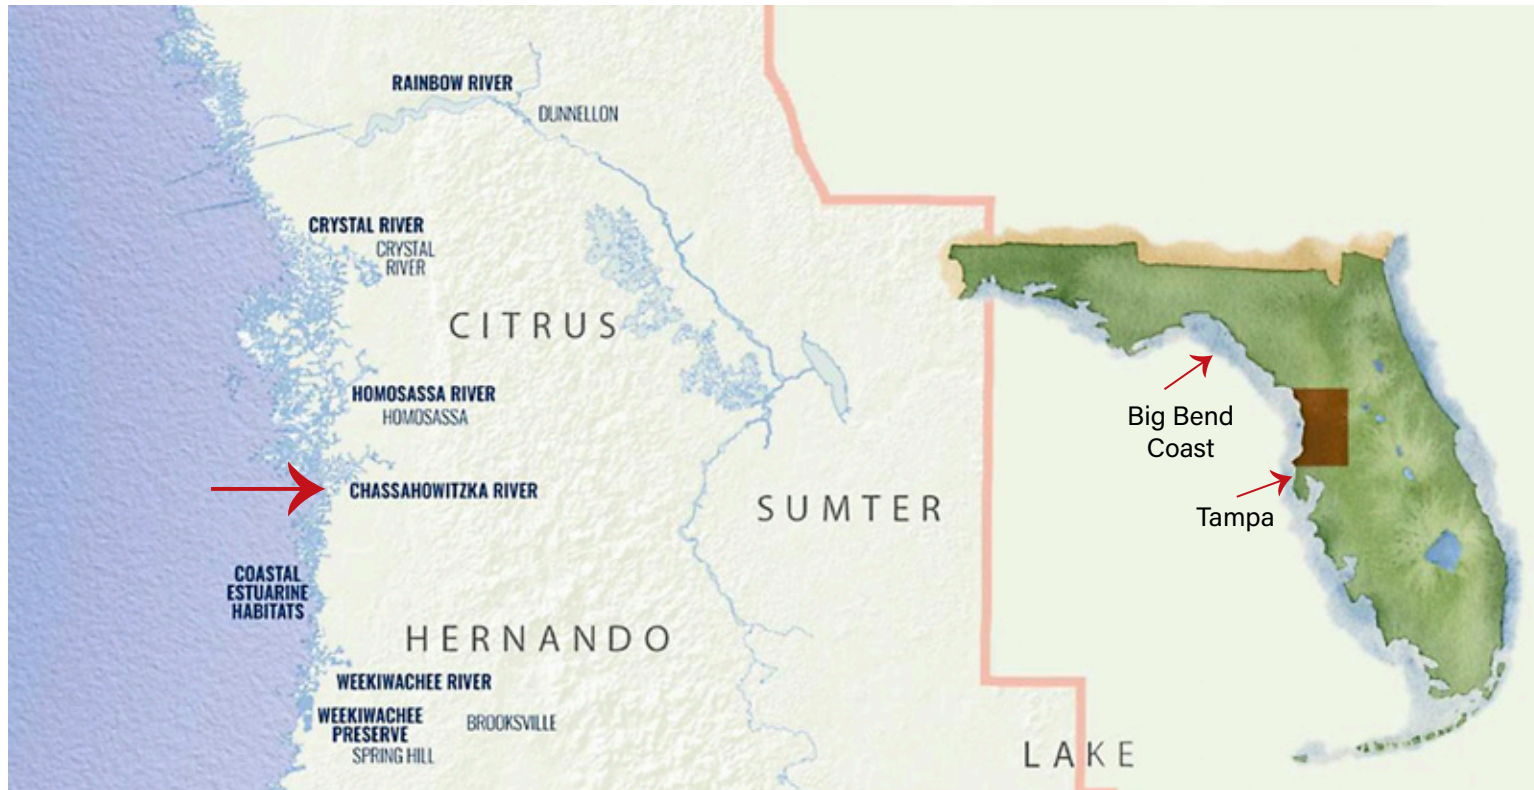 RAINBOW RIVER
DUNNELLON
CRYSTAL RIVER
CRYSTAL
RIVER
CITRUS
HOMOSASSA RIVER
HOMOSASSA
Big Bend
Coast
CHASSAHOWITZKA RIVER
SUMTER
Tampa
COASTAL
ESTUARINE
HABITATS
HERNANDO
WEEKIWACHEE RIVER
WEEKIWACHEE
PRESERVE
SPRING HILL
BROOKSVILLE
LAKE